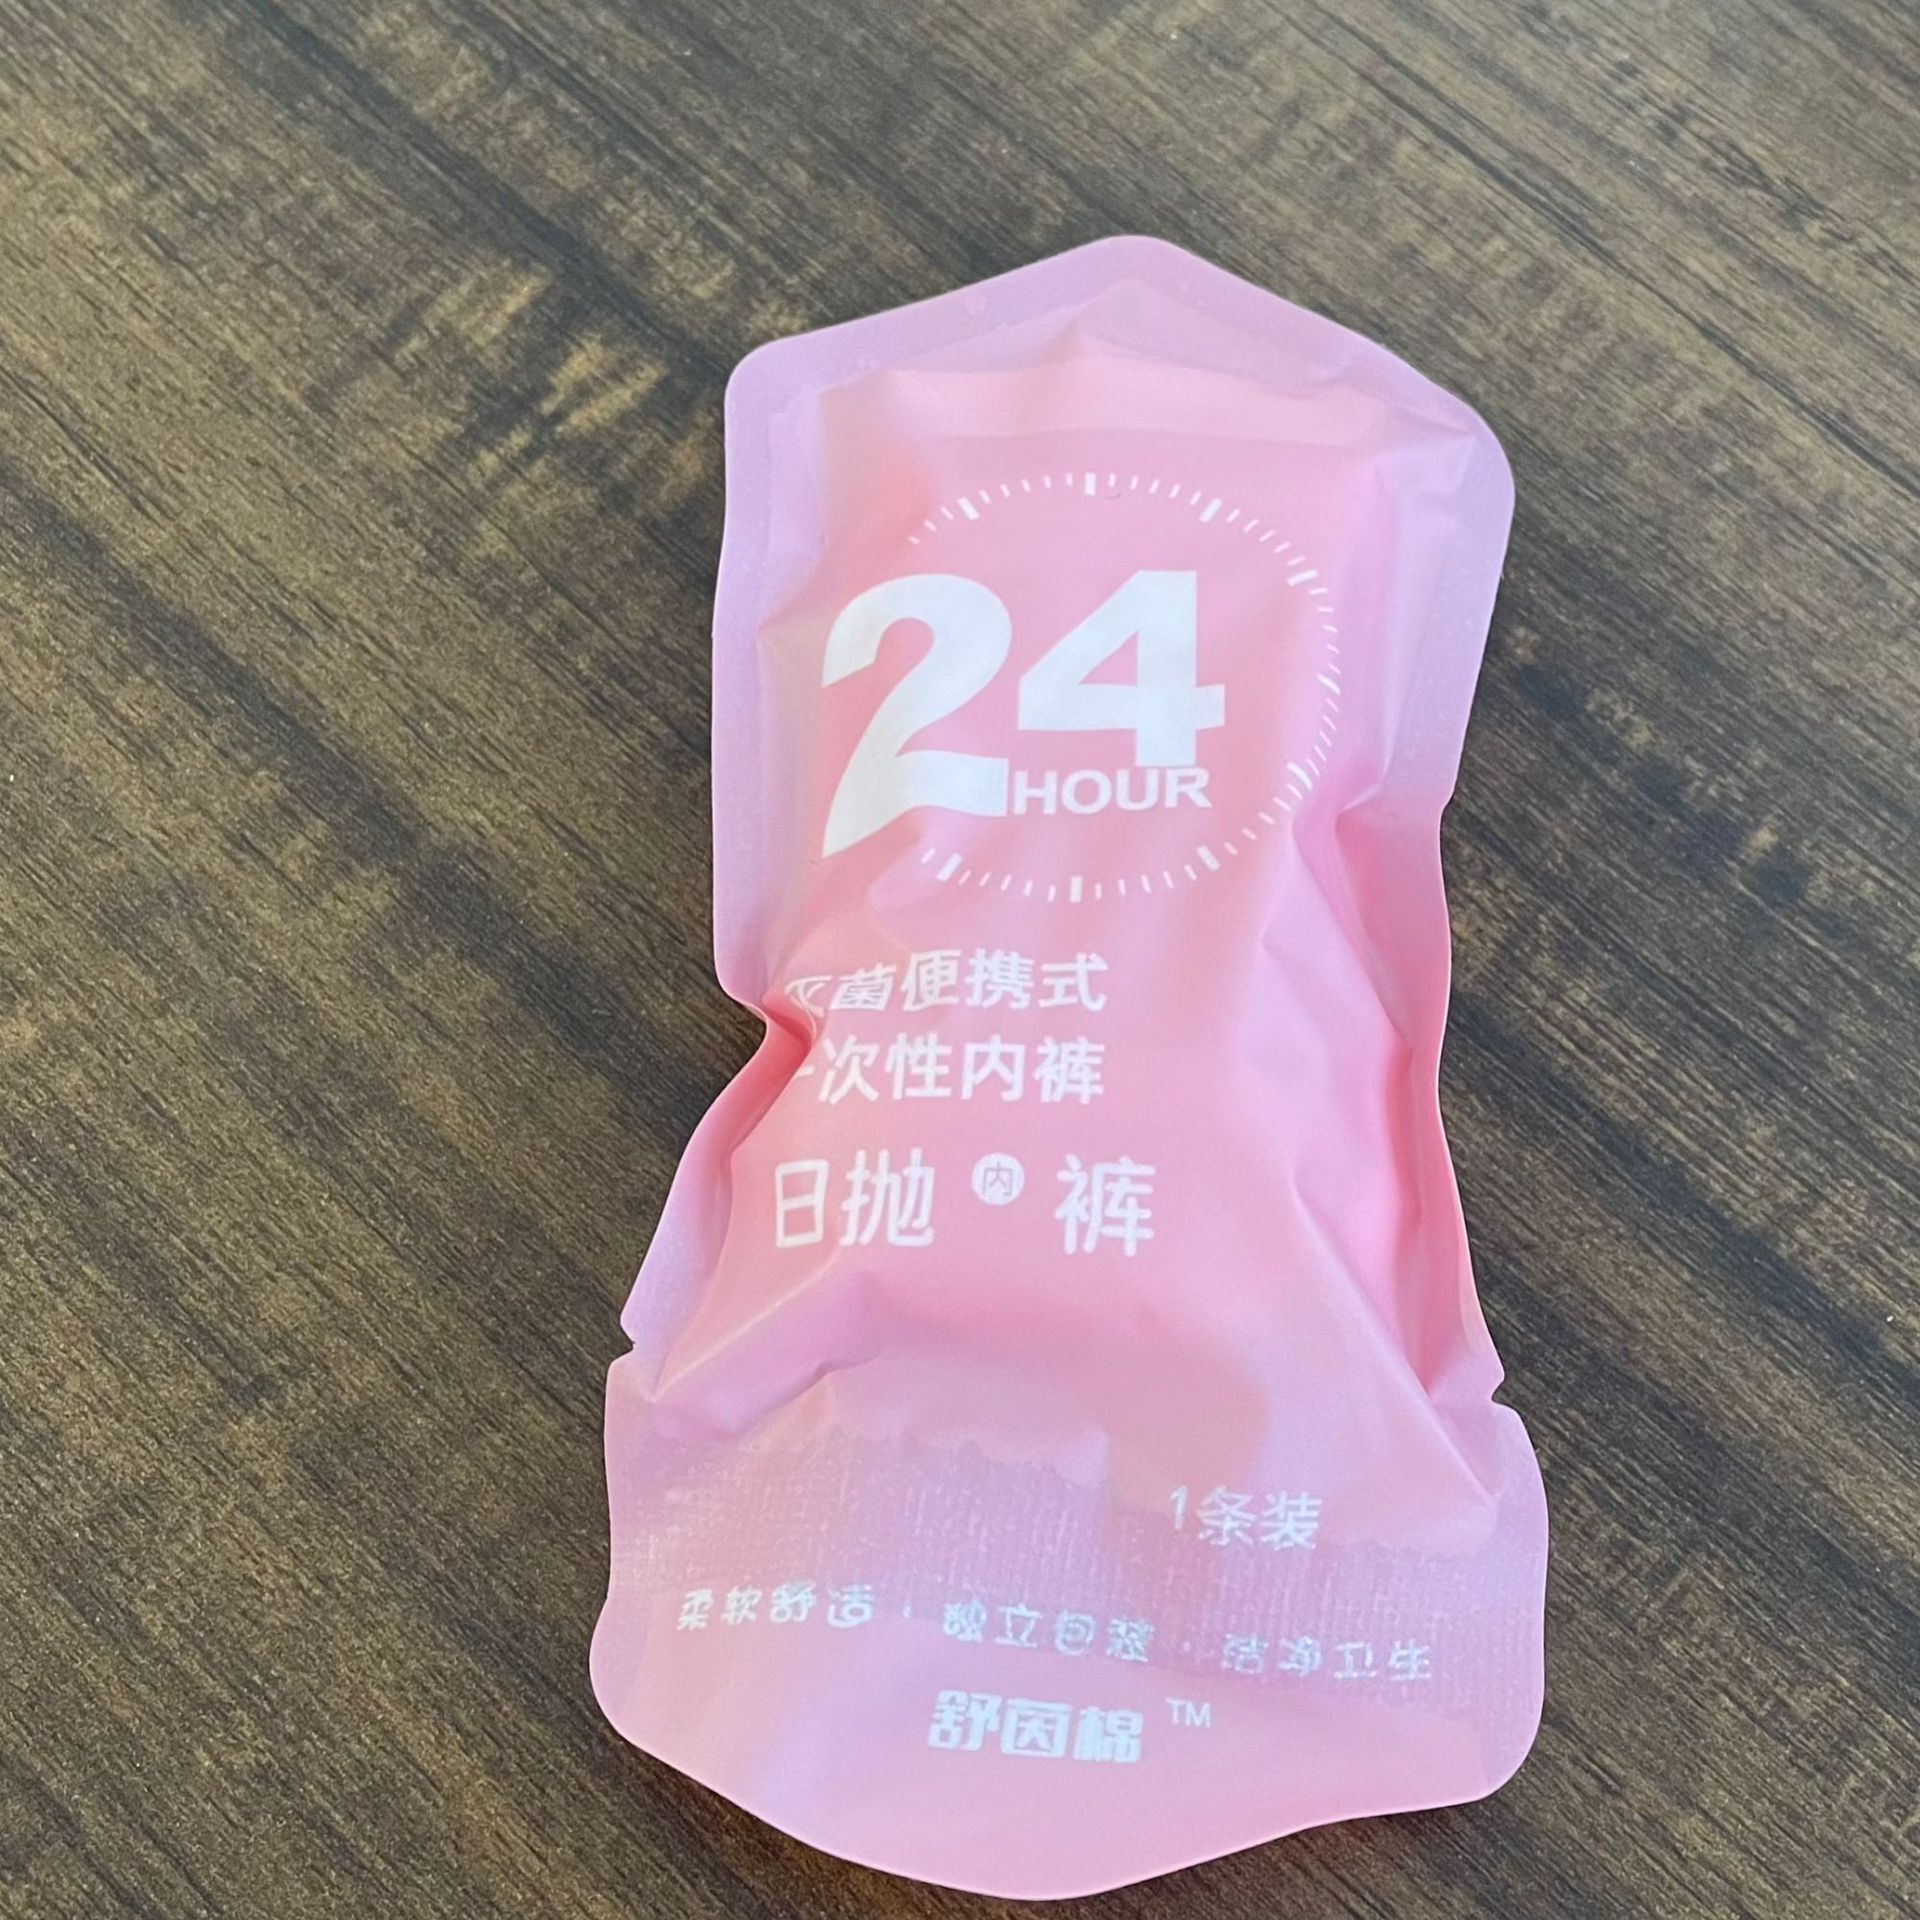 24
HOUR
灭菌便携式
一次性内裤
日抛内裤
1条装
柔软舒适·独立包装·洁净卫生
舒茵棉™